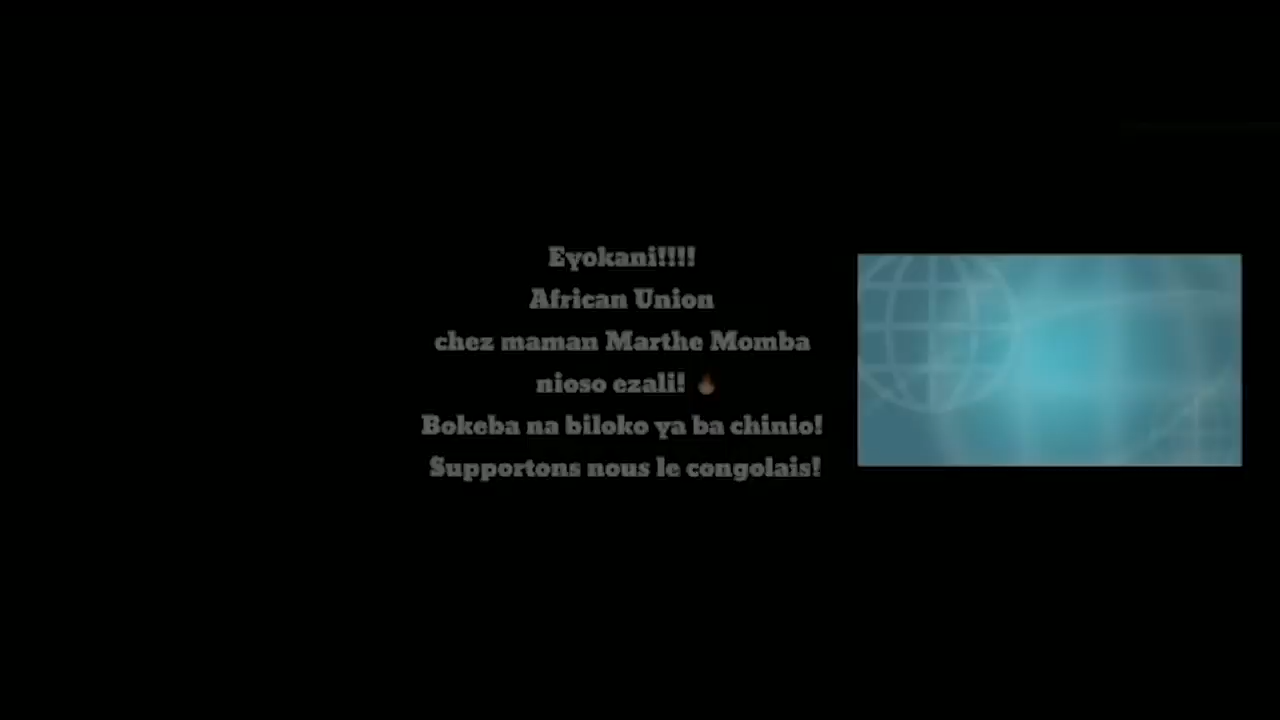 Eyokani!!!!
African Union
chez maman Marthe Momba
nioso ezali! 🔥
Bokeba na biloko ya ba chinio!
Supportons nous le congolais!